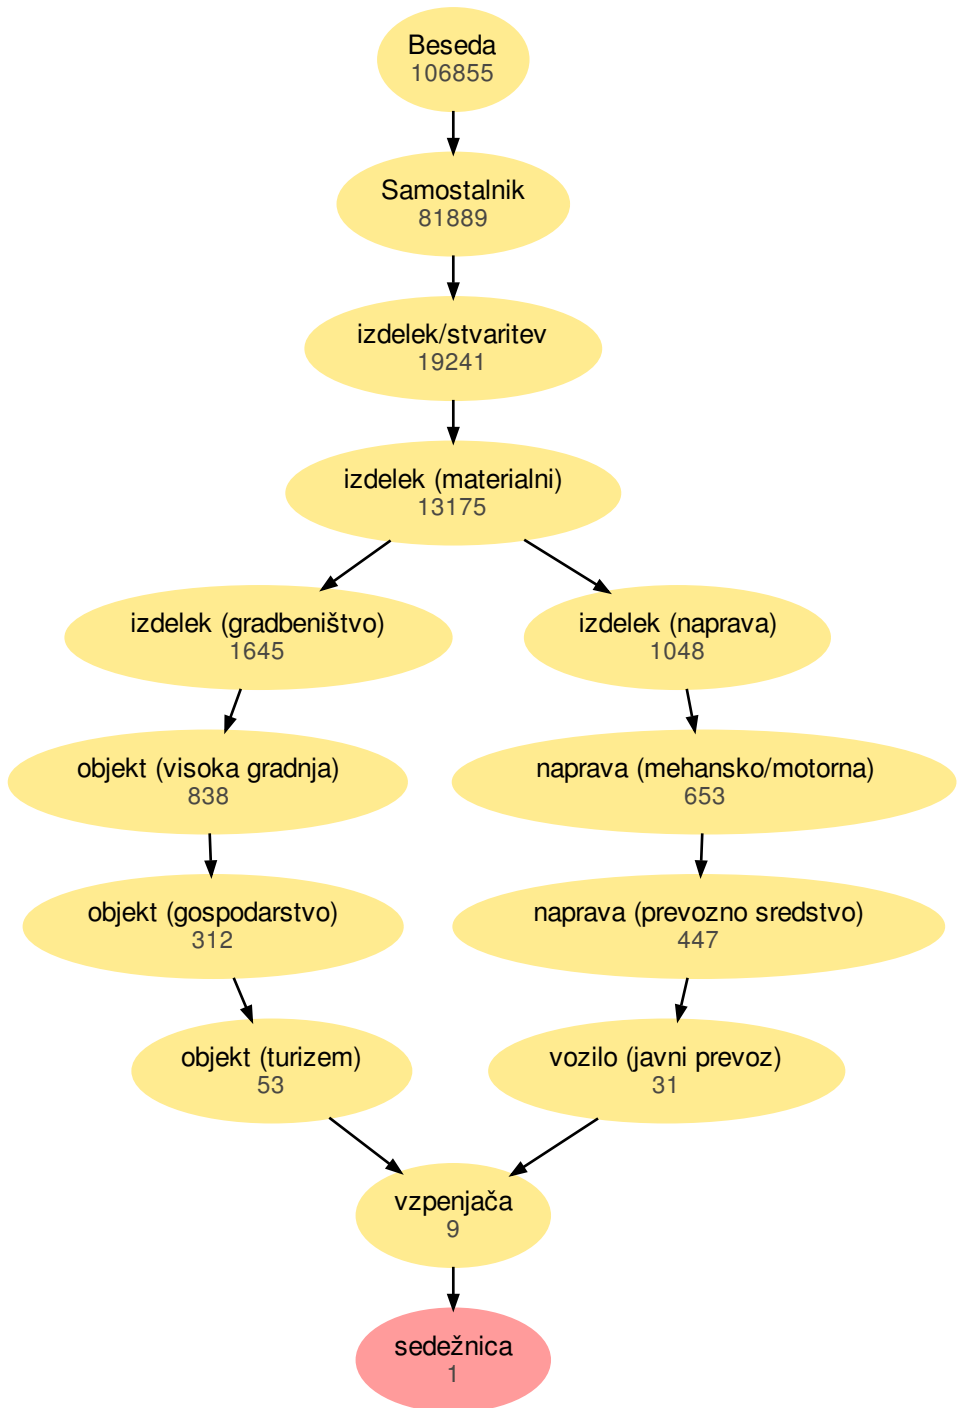 Beseda
106855
Samostalnik
81889
izdelek/stvaritev
19241
izdelek (materialni)
13175
izdelek (gradbeništvo)
1645
izdelek (naprava)
1048
objekt (visoka gradnja)
838
naprava (mehansko/motorna)
653
objekt (gospodarstvo)
312
naprava (prevozno sredstvo)
447
objekt (turizem)
53
vozilo (javni prevoz)
31
vzpenjača
9
sedežnica
1